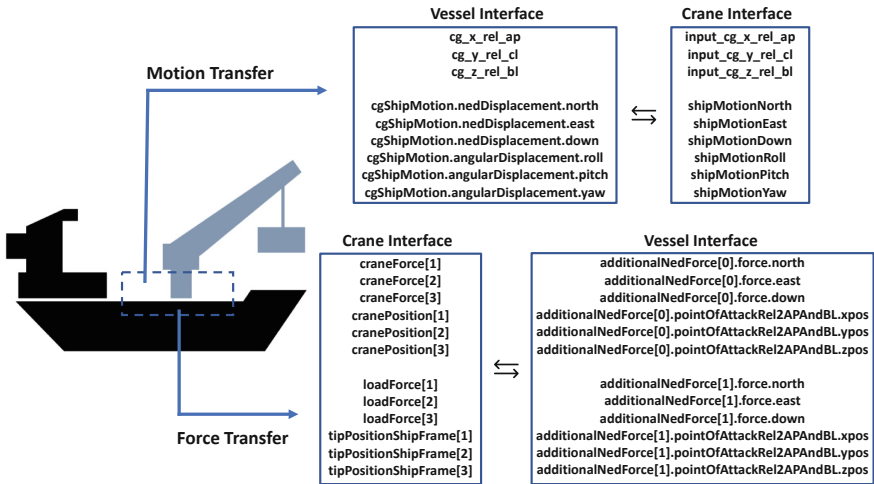 Vessel Interface
cg_x_rel_ap
cg_y_rel_cl
cg_z_rel_bl
cgShipMotion.nedDisplacement.north
cgShipMotion.nedDisplacement.east
cgShipMotion.nedDisplacement.down
cgShipMotion.angularDisplacement.roll
cgShipMotion.angularDisplacement.pitch
cgShipMotion.angularDisplacement.yaw
Crane Interface
input_cg_x_rel_ap
input_cg_y_rel_cl
input_cg_z_rel_bl
shipMotionNorth
shipMotionEast
shipMotionDown
shipMotionRoll
shipMotionPitch
shipMotionYaw
Motion Transfer
Crane Interface
craneForce[1]
craneForce[2]
craneForce[3]
cranePosition[1]
cranePosition[2]
cranePosition[3]
loadForce[1]
loadForce[2]
loadForce[3]
tipPositionShipFrame[1]
tipPositionShipFrame[2]
tipPositionShipFrame[3]
Vessel Interface
additionalNedForce[0].force.north
additionalNedForce[0].force.east
additionalNedForce[0].force.down
additionalNedForce[0].pointOfAttackRel2APAndBL.xpos
additionalNedForce[0].pointOfAttackRel2APAndBL.ypos
additionalNedForce[0].pointOfAttackRel2APAndBL.zpos
additionalNedForce[1].force.north
additionalNedForce[1].force.east
additionalNedForce[1].force.down
additionalNedForce[1].pointOfAttackRel2APAndBL.xpos
additionalNedForce[1].pointOfAttackRel2APAndBL.ypos
additionalNedForce[1].pointOfAttackRel2APAndBL.zpos
Force Transfer